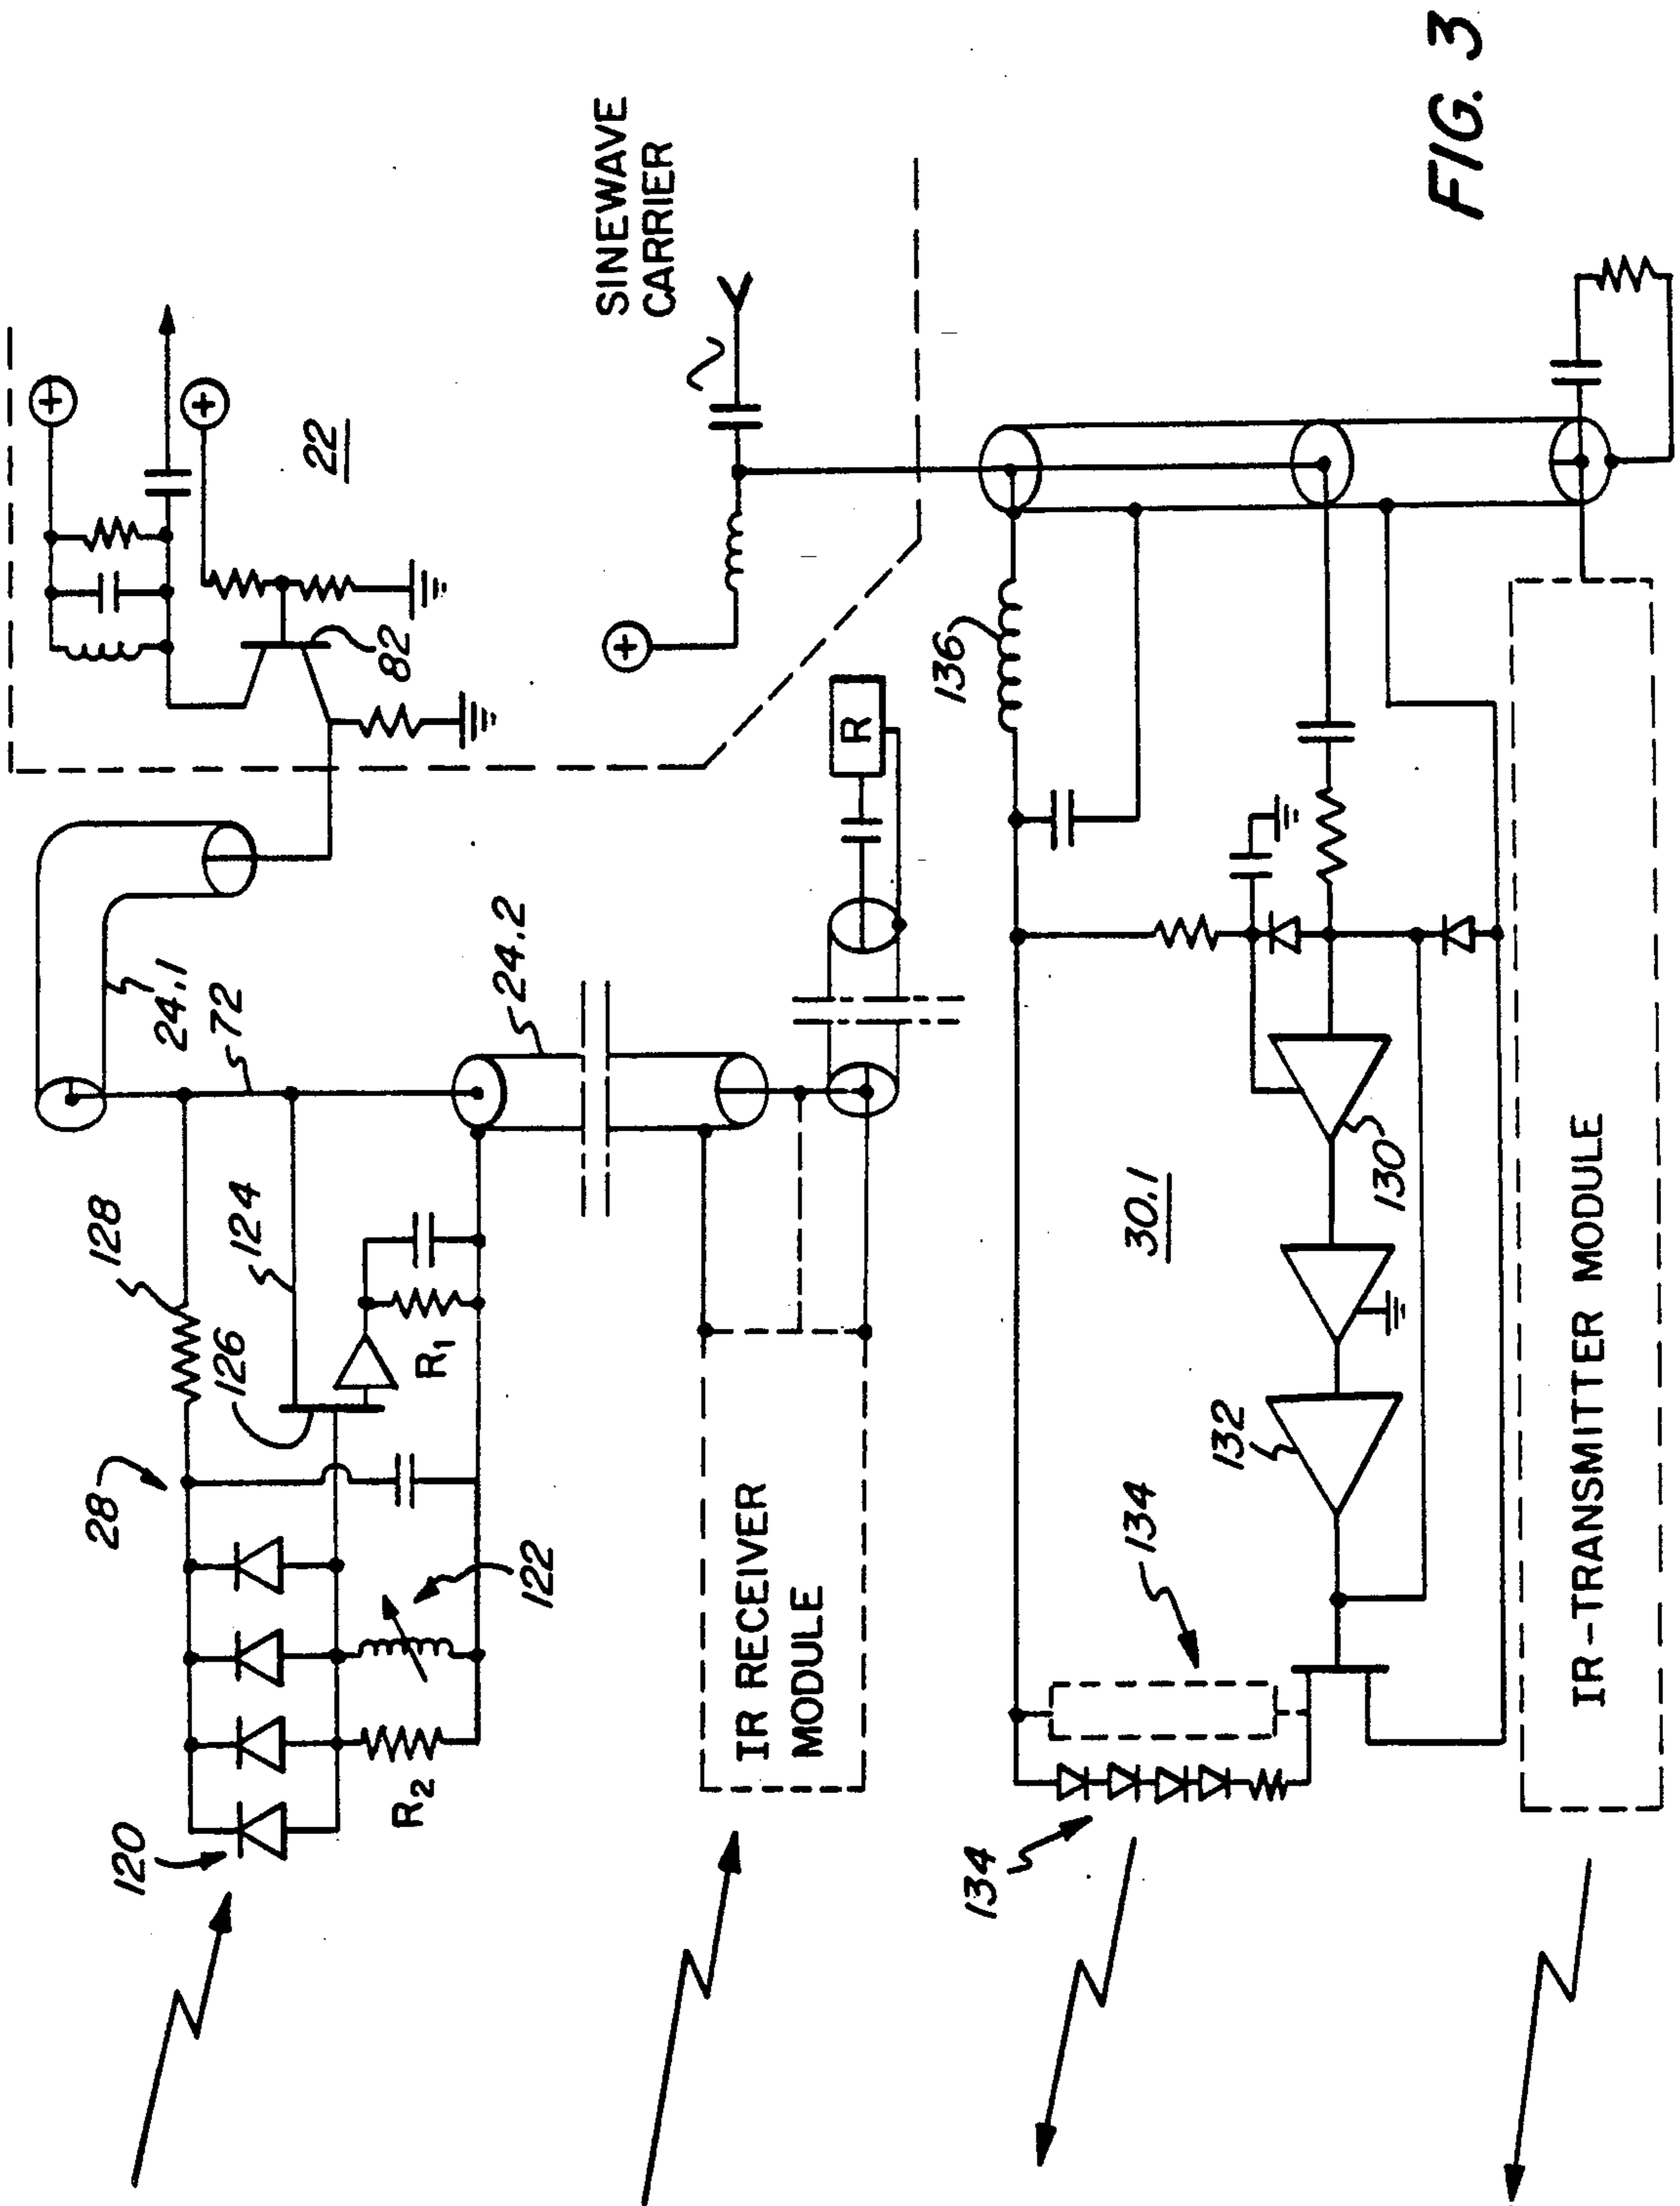 FIG. 3
SINEWAVE
CARRIER
22
82
24.1
72
24.2
R
128
124
126
28
R1
120
122
R2
IR RECEIVER
MODULE
136
30.1
130
132
134
134
IR-TRANSMITTER MODULE